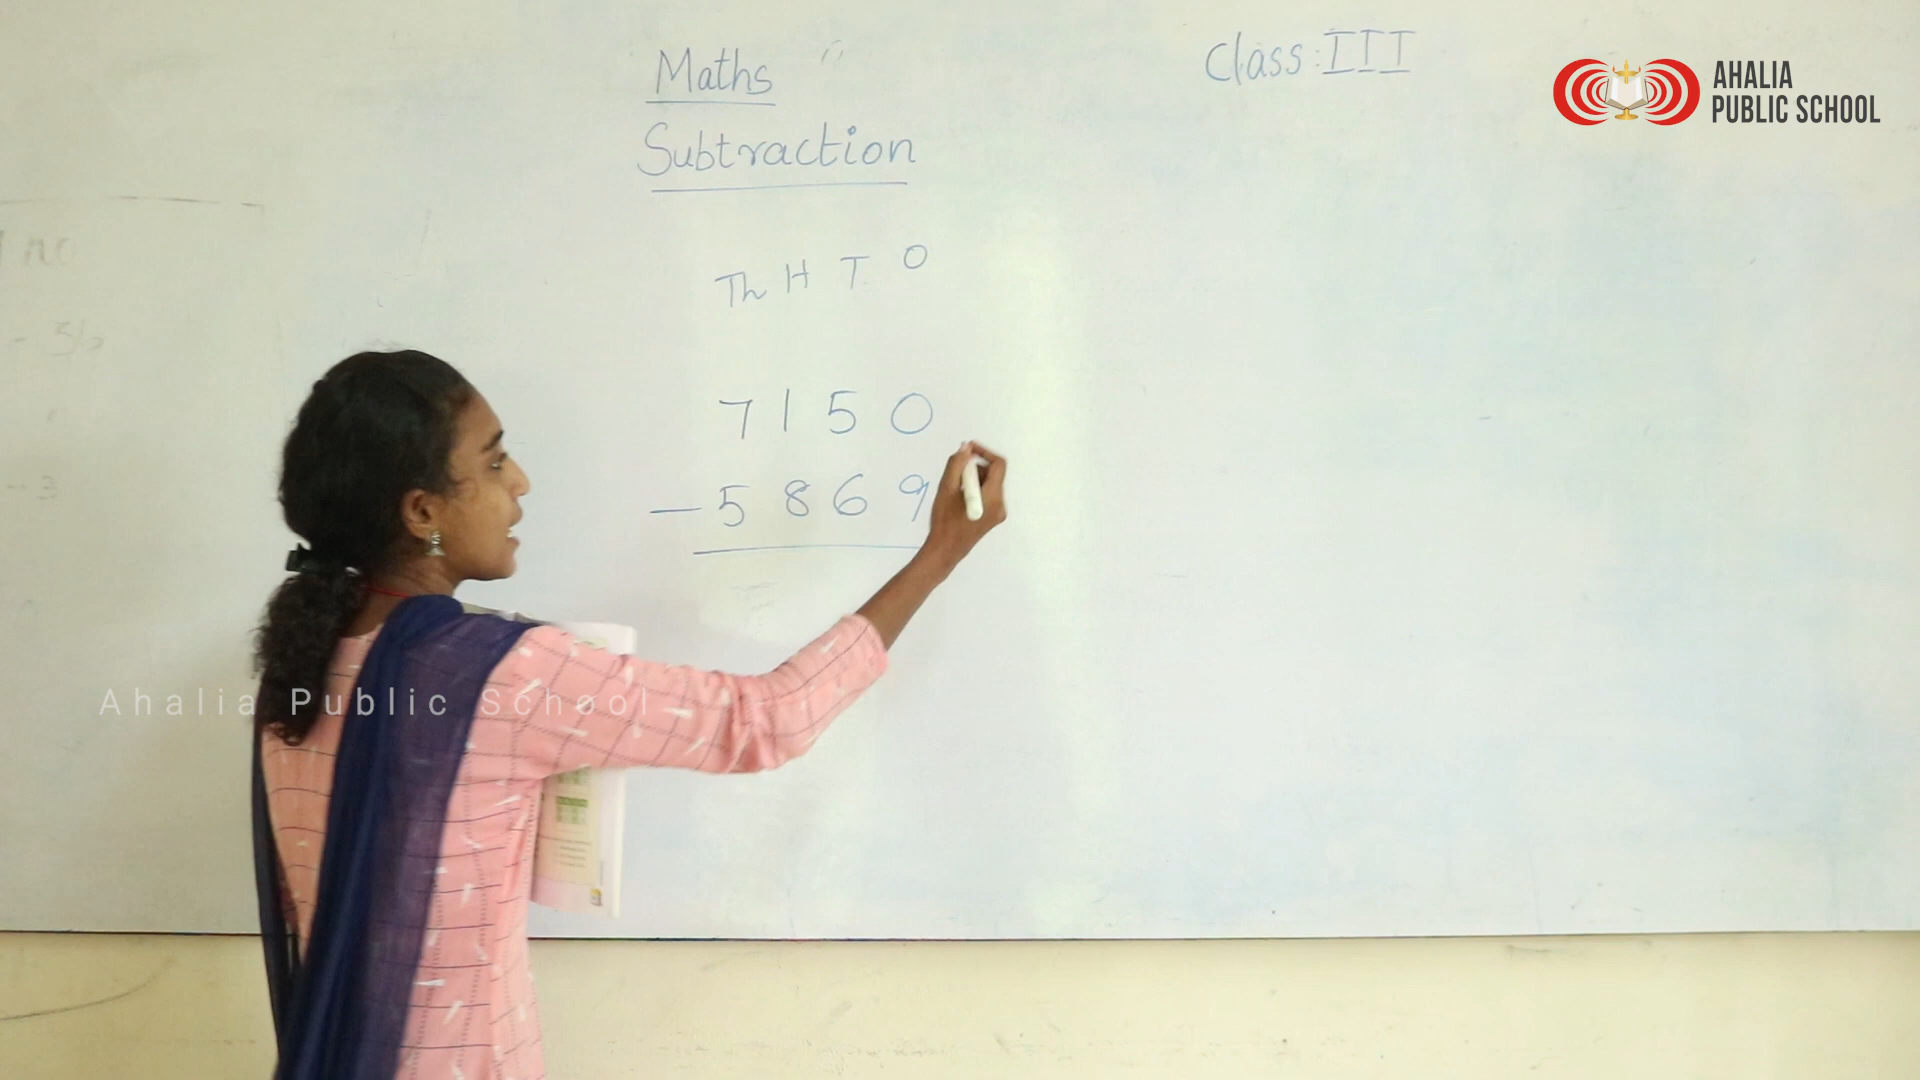 Maths
Class: III
AHALIA
PUBLIC SCHOOL
Subtraction
Th H T O
7 1 5 0
— 5 8 6 9
Ahalia Public School